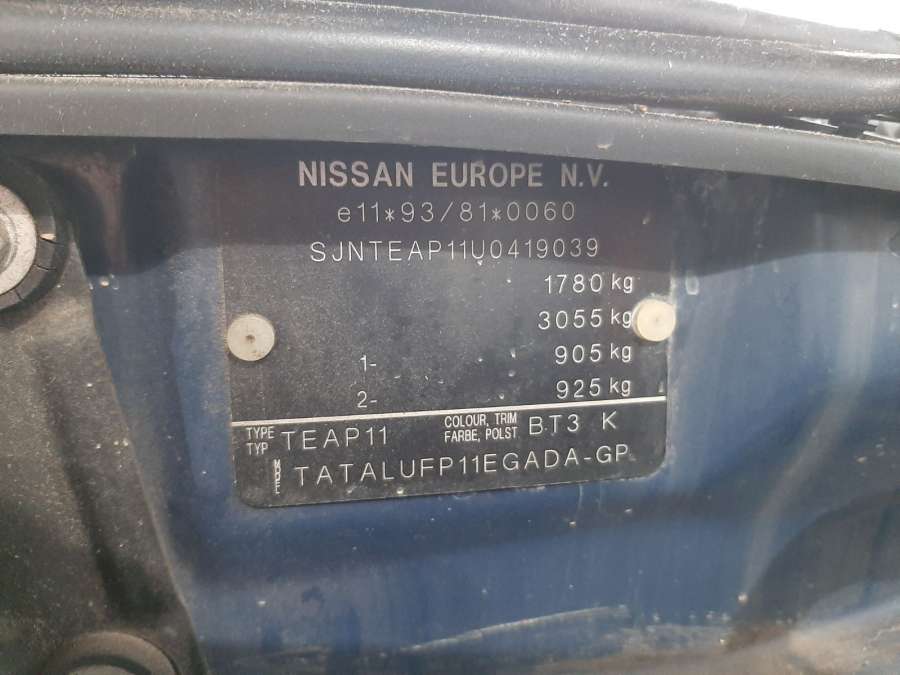 NISSAN EUROPE N.V.
e11*93/81*0060
SJNTEAP11U0419039
1780 kg
3055 kg
1- 905 kg
2- 925 kg
TYPE TYP TEAP11 COLOUR, TRIM FARBE, POLST BT3 K
TATALUFP11EGADA-GP